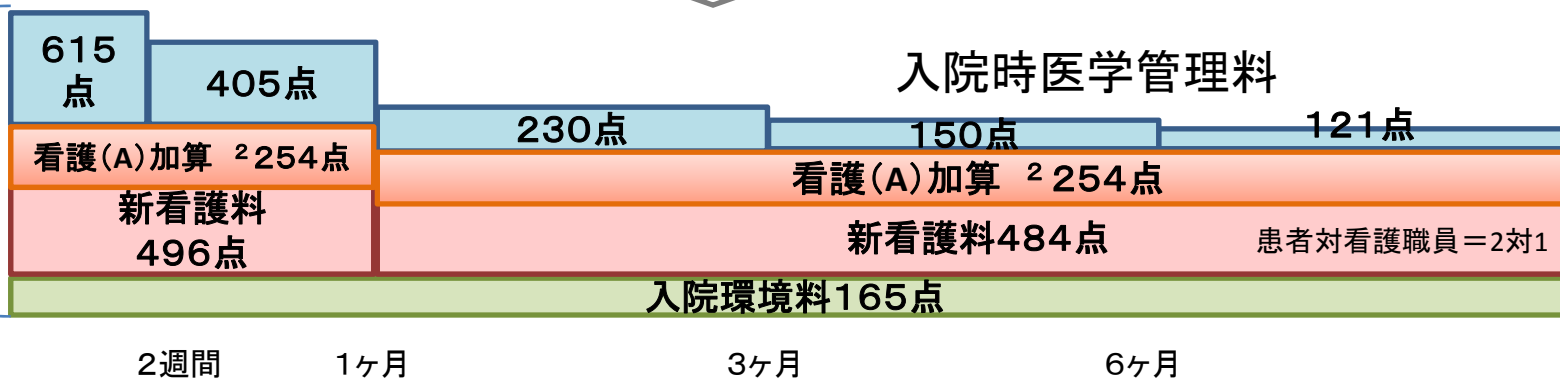 615
点
405点
入院時医学管理料
230点
150点
121点
看護(A)加算 ²254点
看護(A)加算 ²254点
新看護料
496点
新看護料484点
患者対看護職員＝2対1
入院環境料165点
2週間
1ヶ月
3ヶ月
6ヶ月